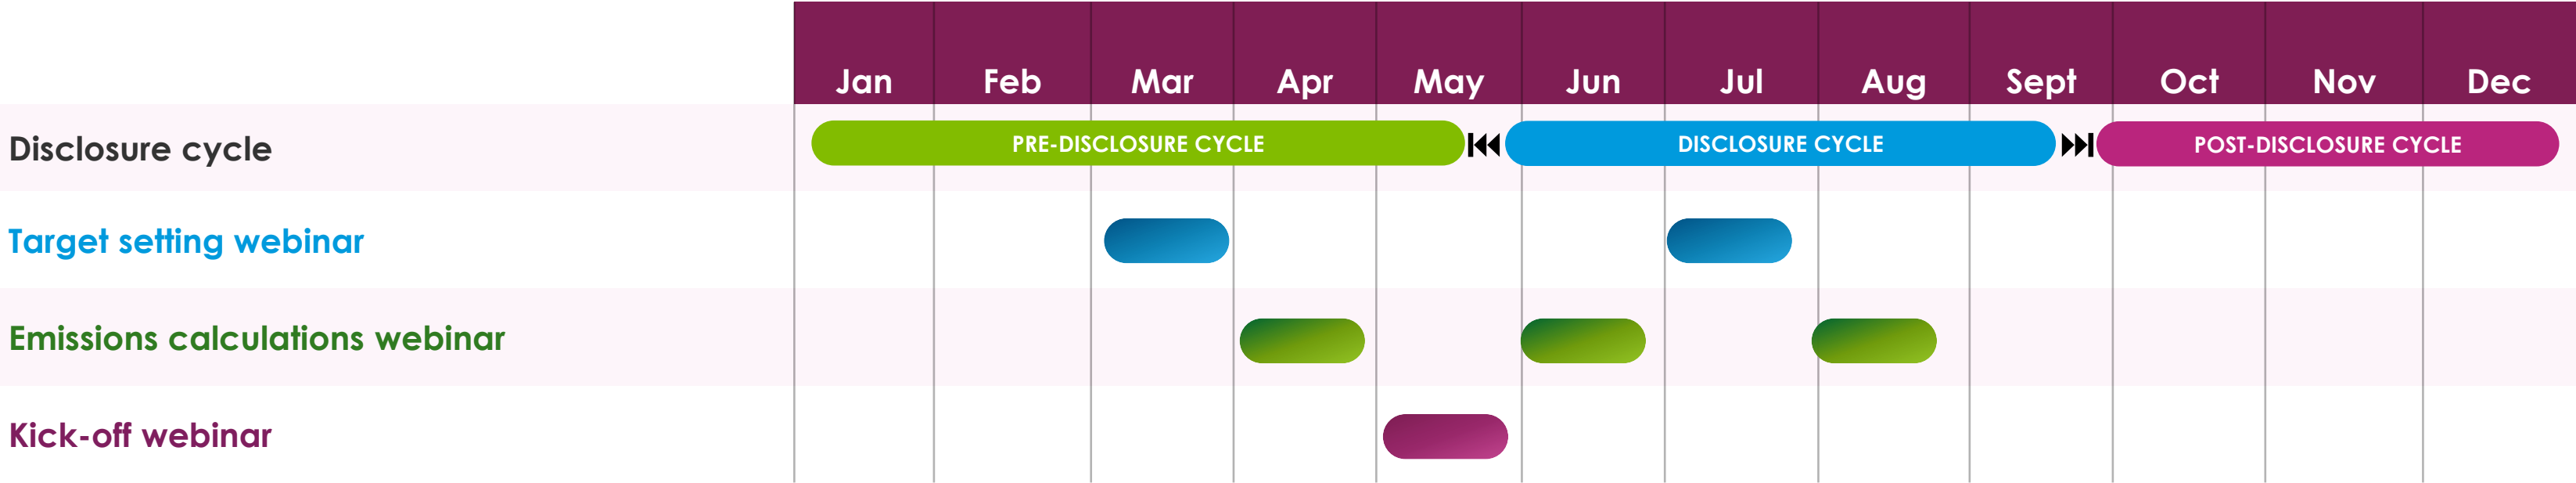 Jan Feb Mar Apr May Jun Jul Aug Sept Oct Nov Dec
Disclosure cycle PRE-DISCLOSURE CYCLE DISCLOSURE CYCLE POST-DISCLOSURE CYCLE
Target setting webinar
Emissions calculations webinar
Kick-off webinar